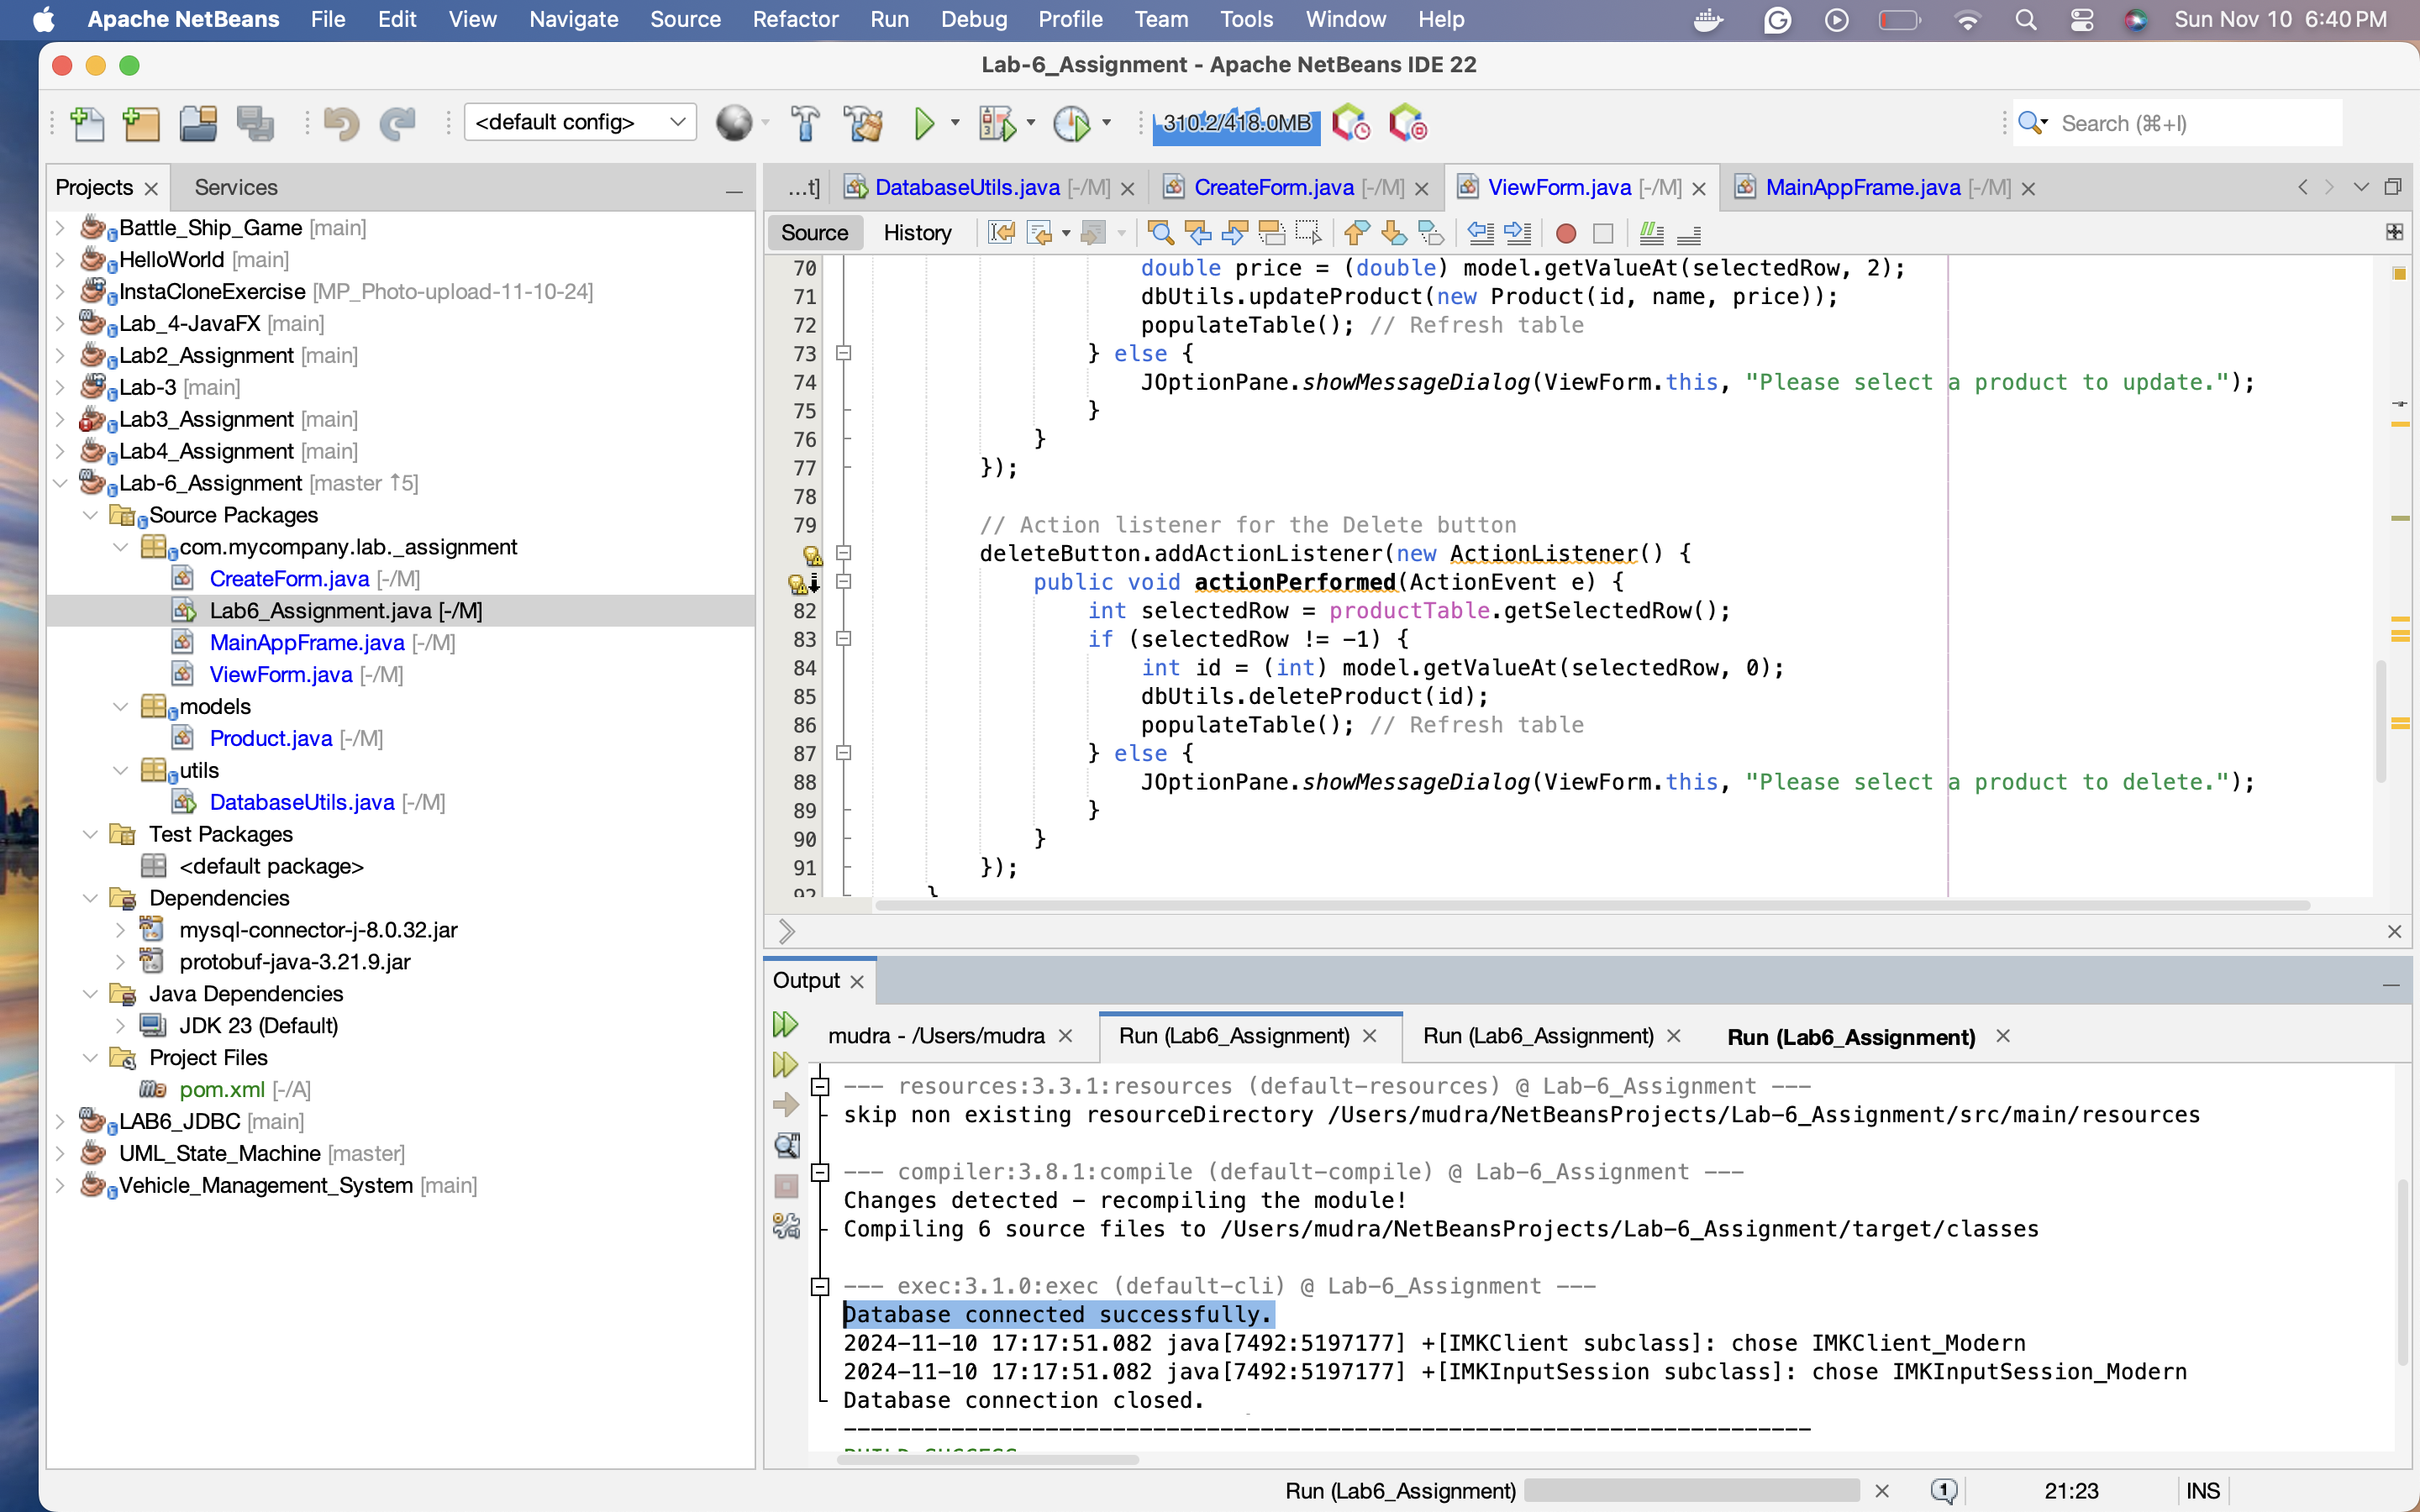 Apache NetBeans File Edit View Navigate Source Refactor Run Debug Profile Team Tools Window Help Sun Nov 10 6:40 PM
Lab-6_Assignment - Apache NetBeans IDE 22
<default config> 310.2/418.0MB Search (⌘+I)
Projects Services
Battle_Ship_Game [main]
HelloWorld [main]
InstaCloneExercise [MP_Photo-upload-11-10-24]
Lab_4-JavaFX [main]
Lab2_Assignment [main]
Lab-3 [main]
Lab3_Assignment [main]
Lab4_Assignment [main]
Lab-6_Assignment [master ↑5]
Source Packages
com.mycompany.lab._assignment
CreateForm.java [-/M]
Lab6_Assignment.java [-/M]
MainAppFrame.java [-/M]
ViewForm.java [-/M]
models
Product.java [-/M]
utils
DatabaseUtils.java [-/M]
Test Packages
<default package>
Dependencies
mysql-connector-j-8.0.32.jar
protobuf-java-3.21.9.jar
Java Dependencies
JDK 23 (Default)
Project Files
pom.xml [-/A]
LAB6_JDBC [main]
UML_State_Machine [master]
Vehicle_Management_System [main]
...t] DatabaseUtils.java [-/M] CreateForm.java [-/M] ViewForm.java [-/M] MainAppFrame.java [-/M]
Source History
70 double price = (double) model.getValueAt(selectedRow, 2);
71 dbUtils.updateProduct(new Product(id, name, price));
72 populateTable(); // Refresh table
73 } else {
74 JOptionPane.showMessageDialog(ViewForm.this, "Please select a product to update.");
75 }
76 }
77 });
78
79 // Action listener for the Delete button
deleteButton.addActionListener(new ActionListener() {
public void actionPerformed(ActionEvent e) {
82 int selectedRow = productTable.getSelectedRow();
83 if (selectedRow != -1) {
84 int id = (int) model.getValueAt(selectedRow, 0);
85 dbUtils.deleteProduct(id);
86 populateTable(); // Refresh table
87 } else {
88 JOptionPane.showMessageDialog(ViewForm.this, "Please select a product to delete.");
89 }
90 }
91 });
92 }
Output
mudra - /Users/mudra Run (Lab6_Assignment) Run (Lab6_Assignment) Run (Lab6_Assignment)
--- resources:3.3.1:resources (default-resources) @ Lab-6_Assignment ---
skip non existing resourceDirectory /Users/mudra/NetBeansProjects/Lab-6_Assignment/src/main/resources
--- compiler:3.8.1:compile (default-compile) @ Lab-6_Assignment ---
Changes detected - recompiling the module!
Compiling 6 source files to /Users/mudra/NetBeansProjects/Lab-6_Assignment/target/classes
--- exec:3.1.0:exec (default-cli) @ Lab-6_Assignment ---
Database connected successfully.
2024-11-10 17:17:51.082 java[7492:5197177] +[IMKClient subclass]: chose IMKClient_Modern
2024-11-10 17:17:51.082 java[7492:5197177] +[IMKInputSession subclass]: chose IMKInputSession_Modern
Database connection closed.
------------------------------------------------------------------------
BUILD SUCCESS
Run (Lab6_Assignment) 1 21:23 INS